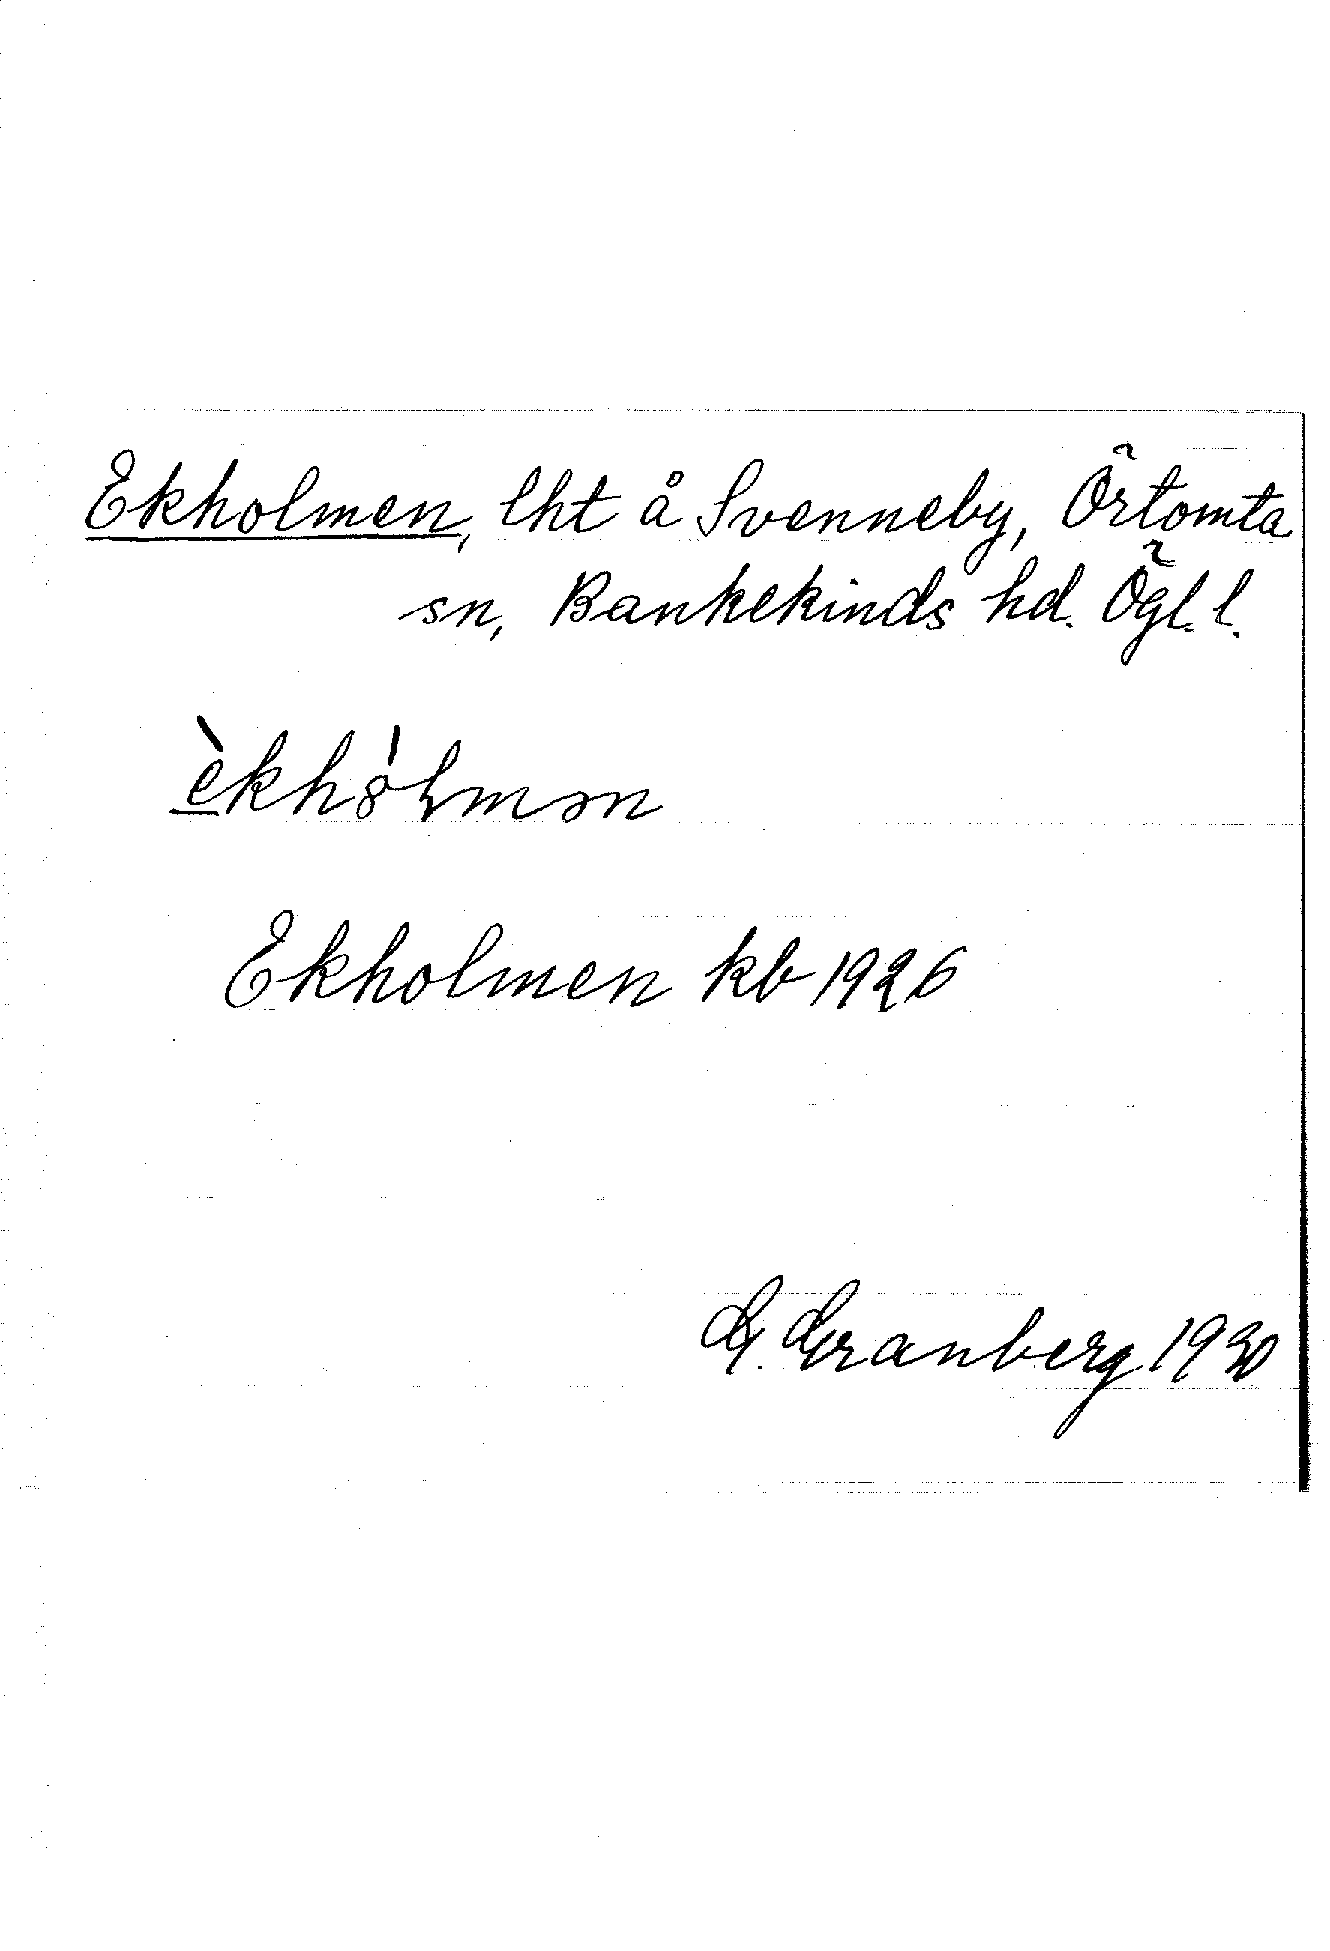 Ekholmen, lht å Svenneby, Örtomta
sn, Bankekinds hd. Ögl. l.
Ekholmen kb 1926
G. Granberg 1930